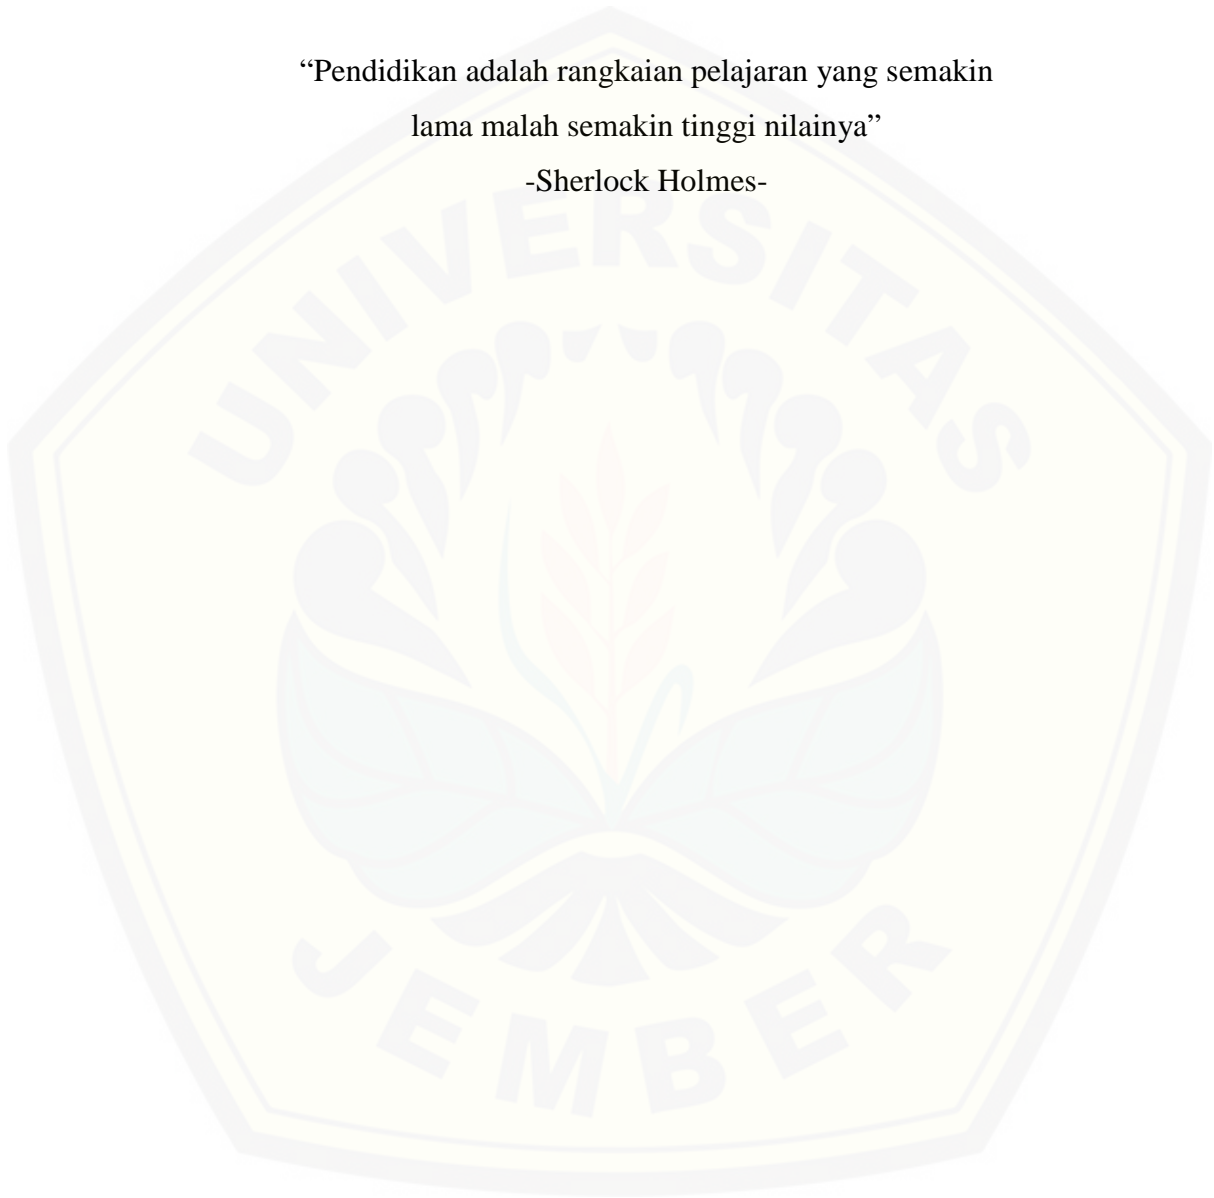 “Pendidikan adalah rangkaian pelajaran yang semakin
lama malah semakin tinggi nilainya”
-Sherlock Holmes-
UNIVERSITAS
JEMBER